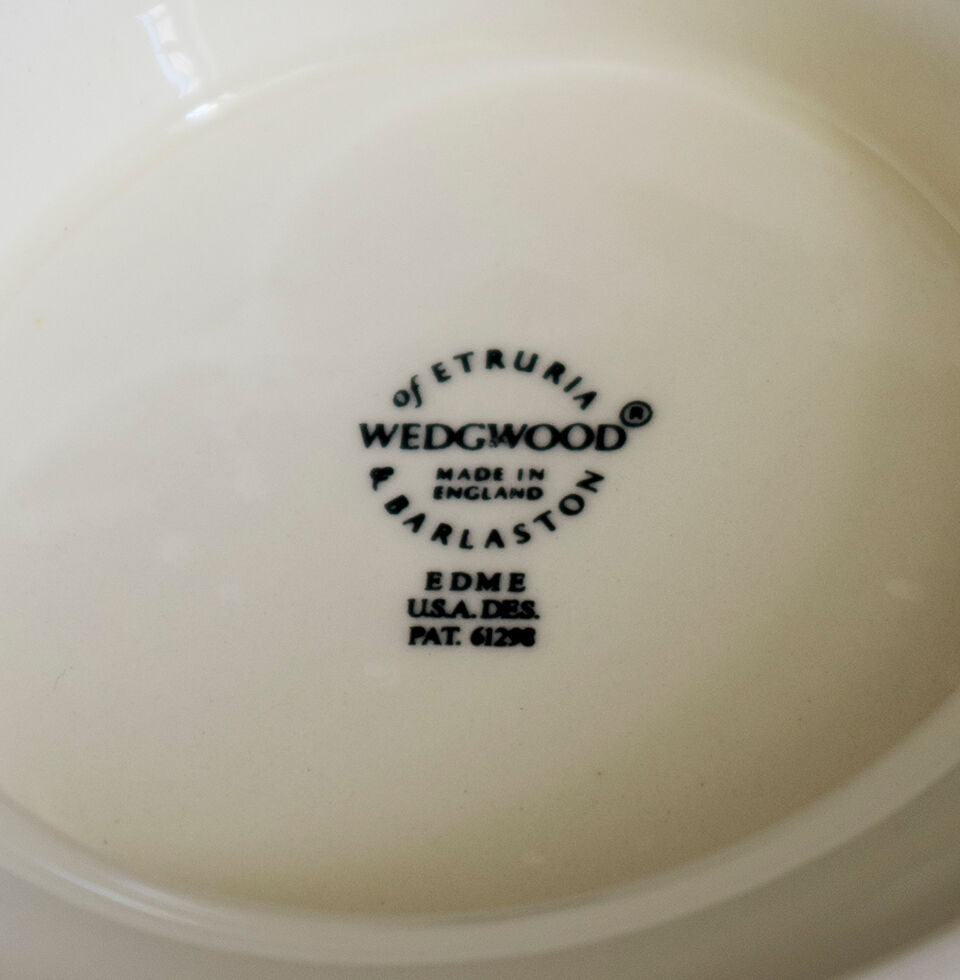 of ETRURIA
WEDGWOOD®
MADE IN
ENGLAND
& BARLASTON
EDME
U.S.A. DES.
PAT. 61298